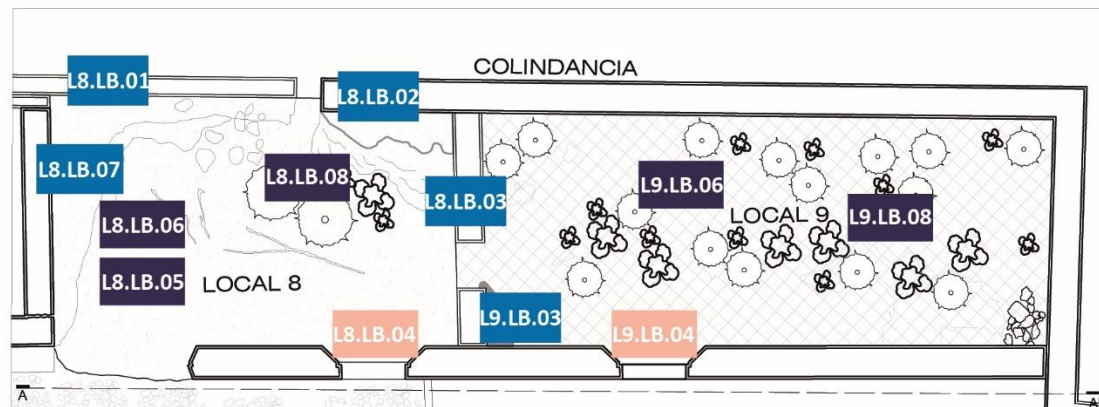 COLINDANCIA
L8.LB.01
L8.LB.02
L8.LB.07
L8.LB.08
L8.LB.03
L9.LB.06
L8.LB.06
LOCAL 9
L9.LB.08
L8.LB.05
LOCAL 8
L9.LB.03
L8.LB.04
L9.LB.04
A
A